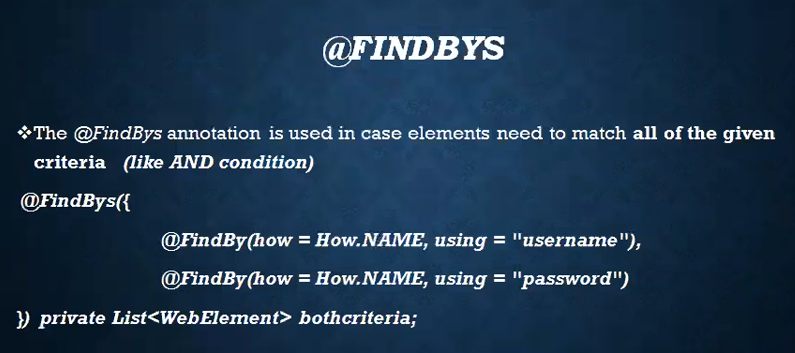 @FINDBYS
❖The @FindBys annotation is used in case elements need to match all of the given
criteria (like AND condition)
@FindBys({
@FindBy(how = How.NAME, using = "username"),
@FindBy(how = How.NAME, using = "password")
}) private List<WebElement> bothcriteria;